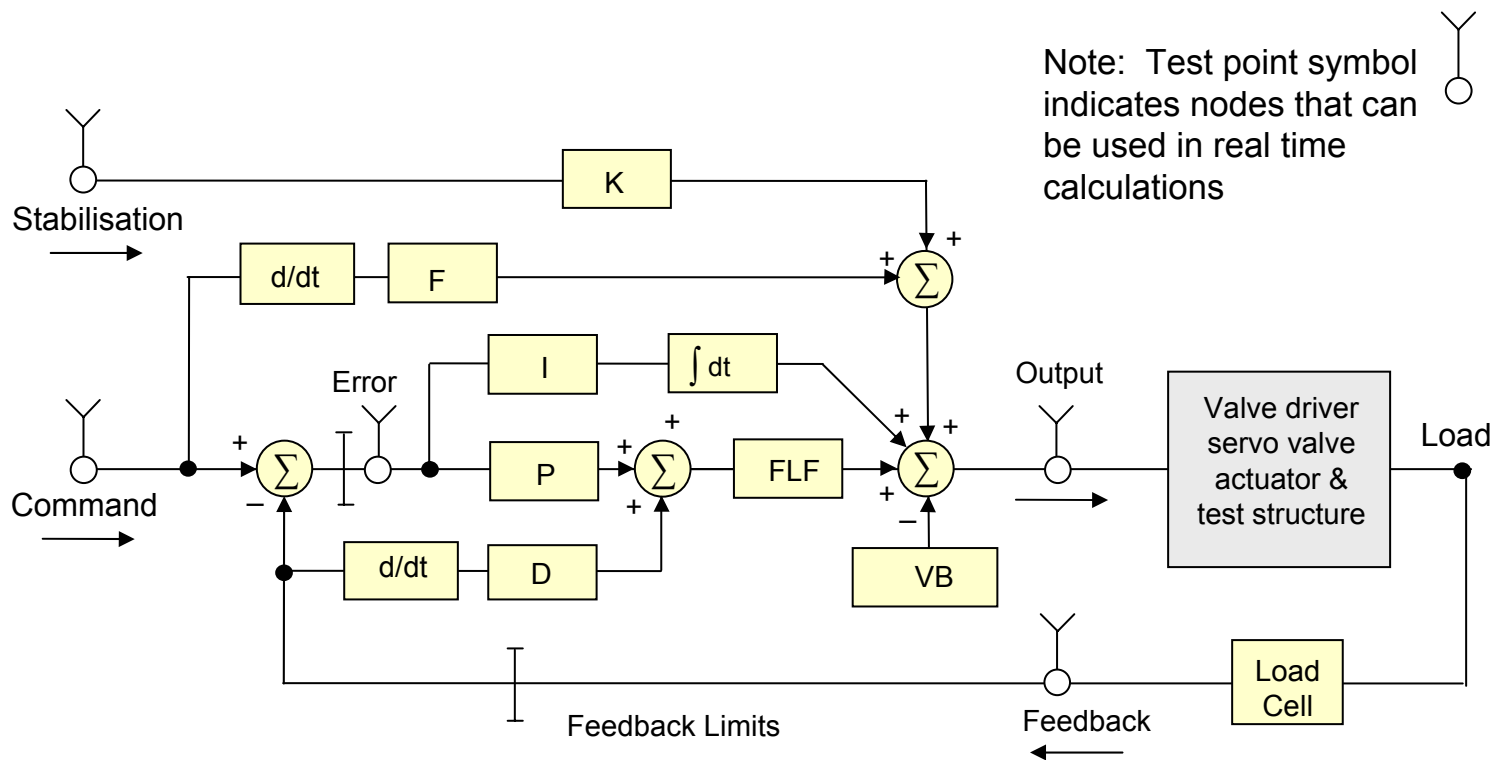 Note: Test point symbol
indicates nodes that can
be used in real time
calculations
K
Stabilisation
+
+
d/dt
F
∑
I
∫ dt
Error
Output
Valve driver
servo valve
actuator &
test structure
Load
+
+
+
+
+
∑
P
∑
FLF
∑
Command
−
+
+
−
d/dt
D
VB
Load
Cell
Feedback Limits
Feedback